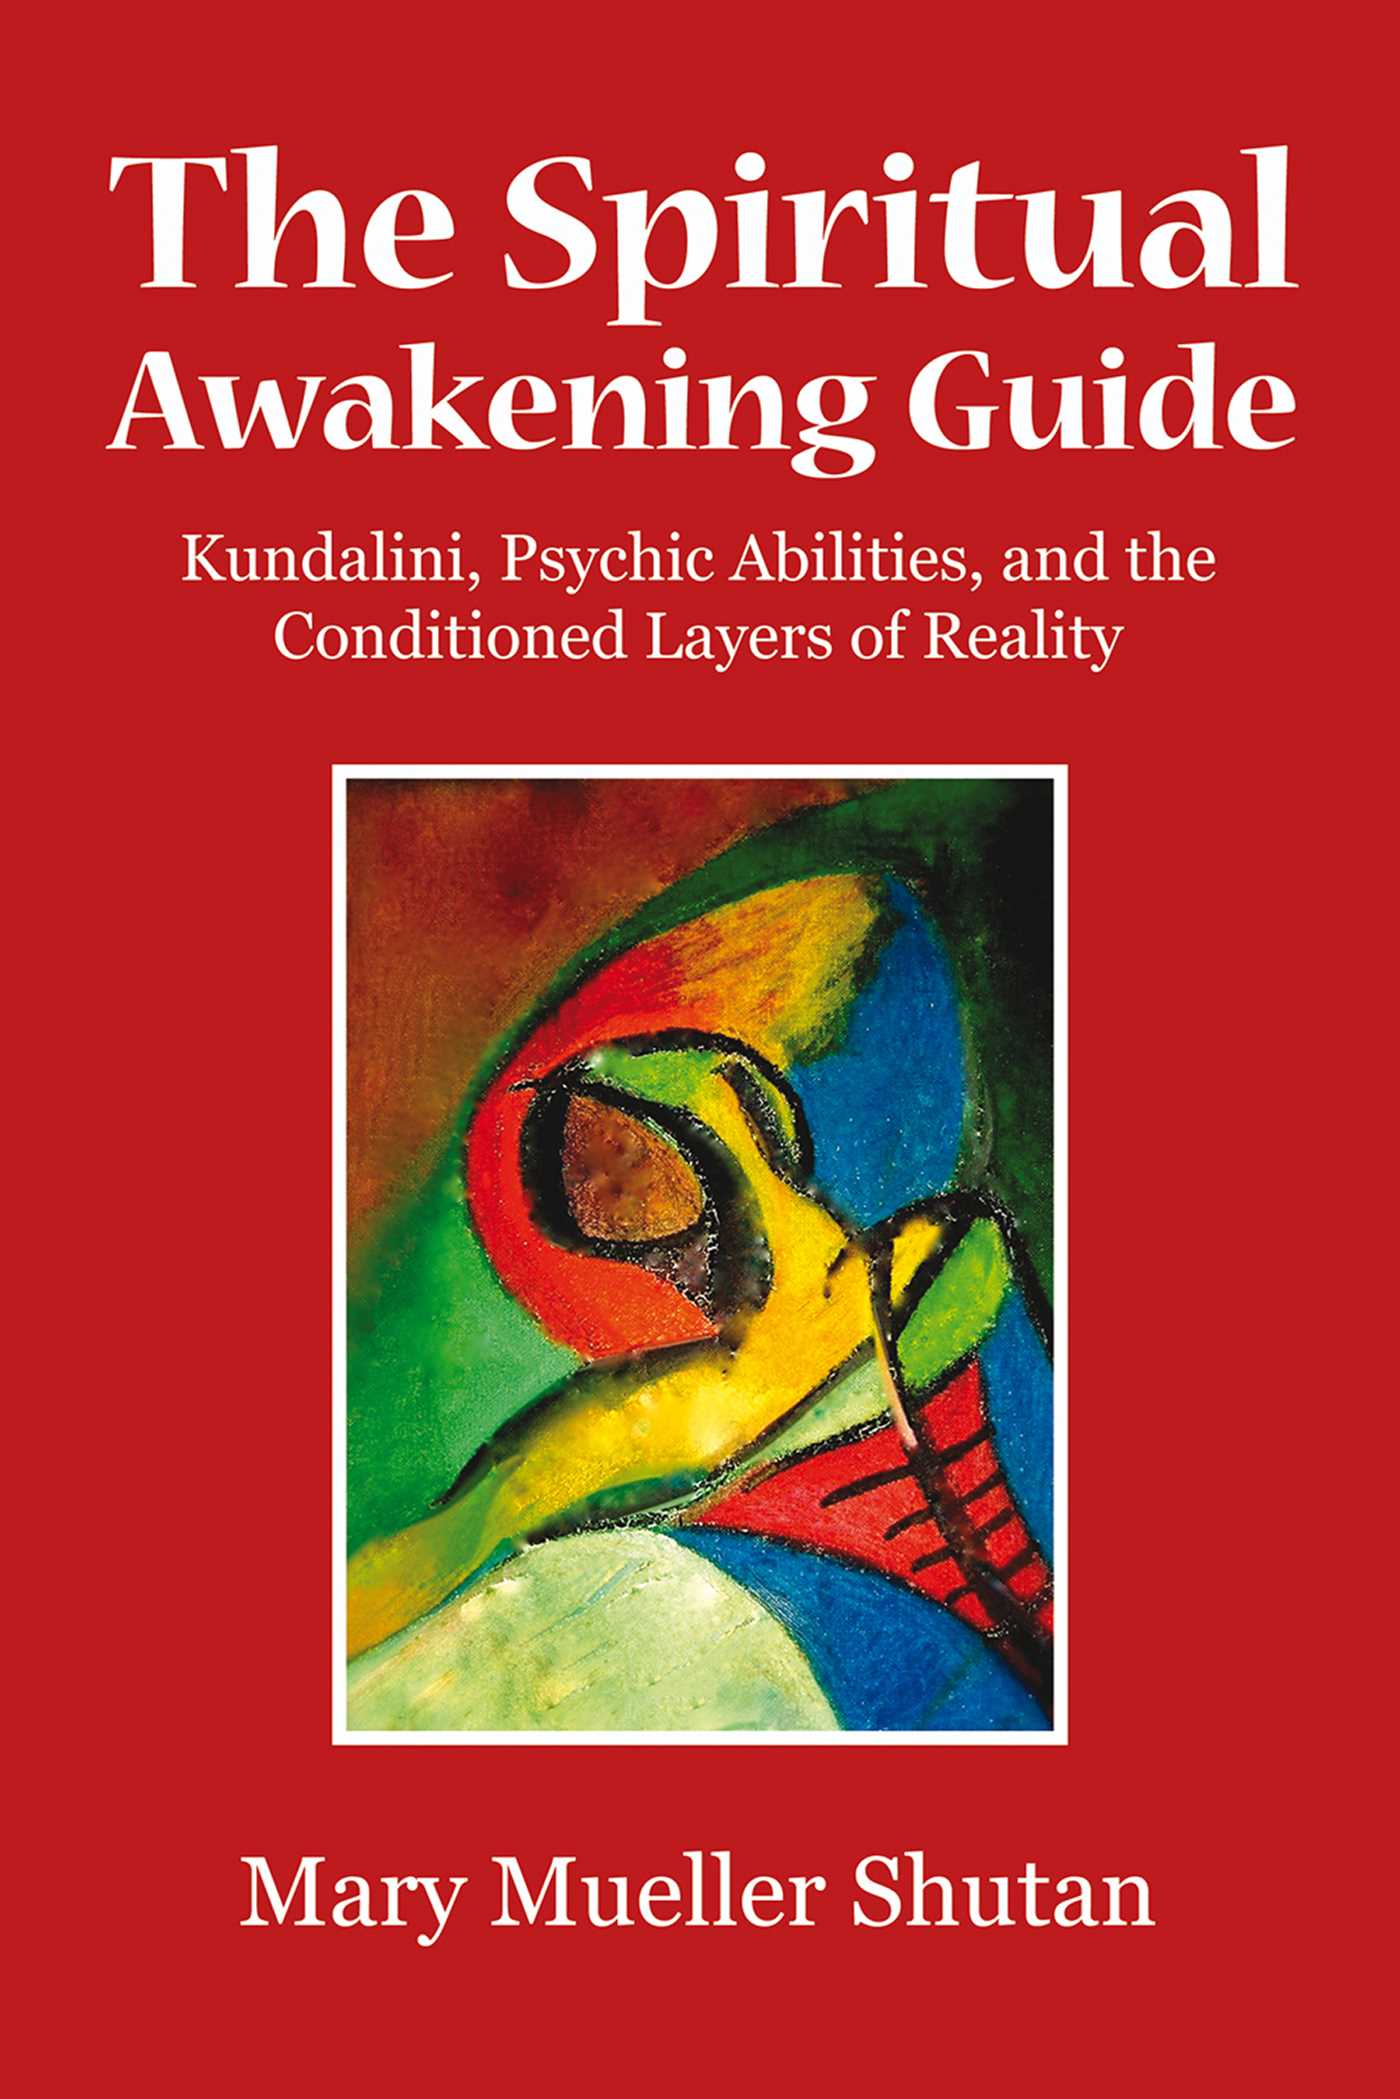 The Spiritual
Awakening Guide
Kundalini, Psychic Abilities, and the
Conditioned Layers of Reality
Mary Mueller Shutan